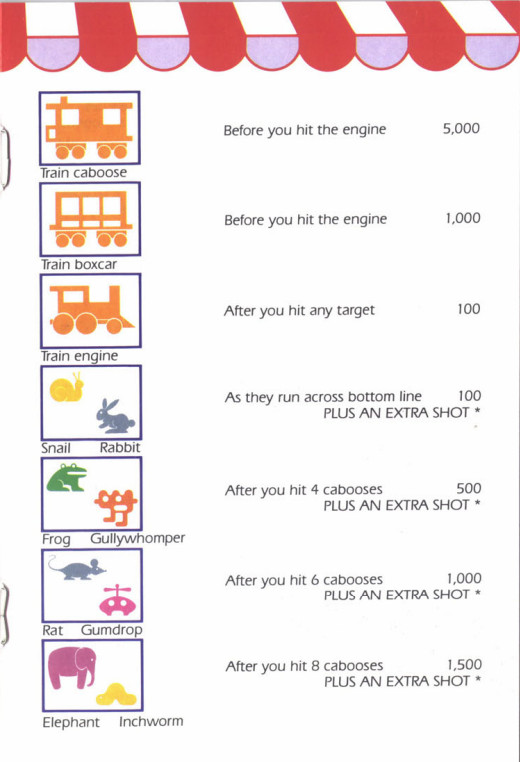 Before you hit the engine 5,000
Train caboose
Before you hit the engine 1,000
Train boxcar
After you hit any target 100
Train engine
As they run across bottom line 100
PLUS AN EXTRA SHOT *
Snail Rabbit
After you hit 4 cabooses 500
PLUS AN EXTRA SHOT *
Frog Gullywhomper
After you hit 6 cabooses 1,000
PLUS AN EXTRA SHOT *
Rat Gumdrop
After you hit 8 cabooses 1,500
PLUS AN EXTRA SHOT *
Elephant Inchworm